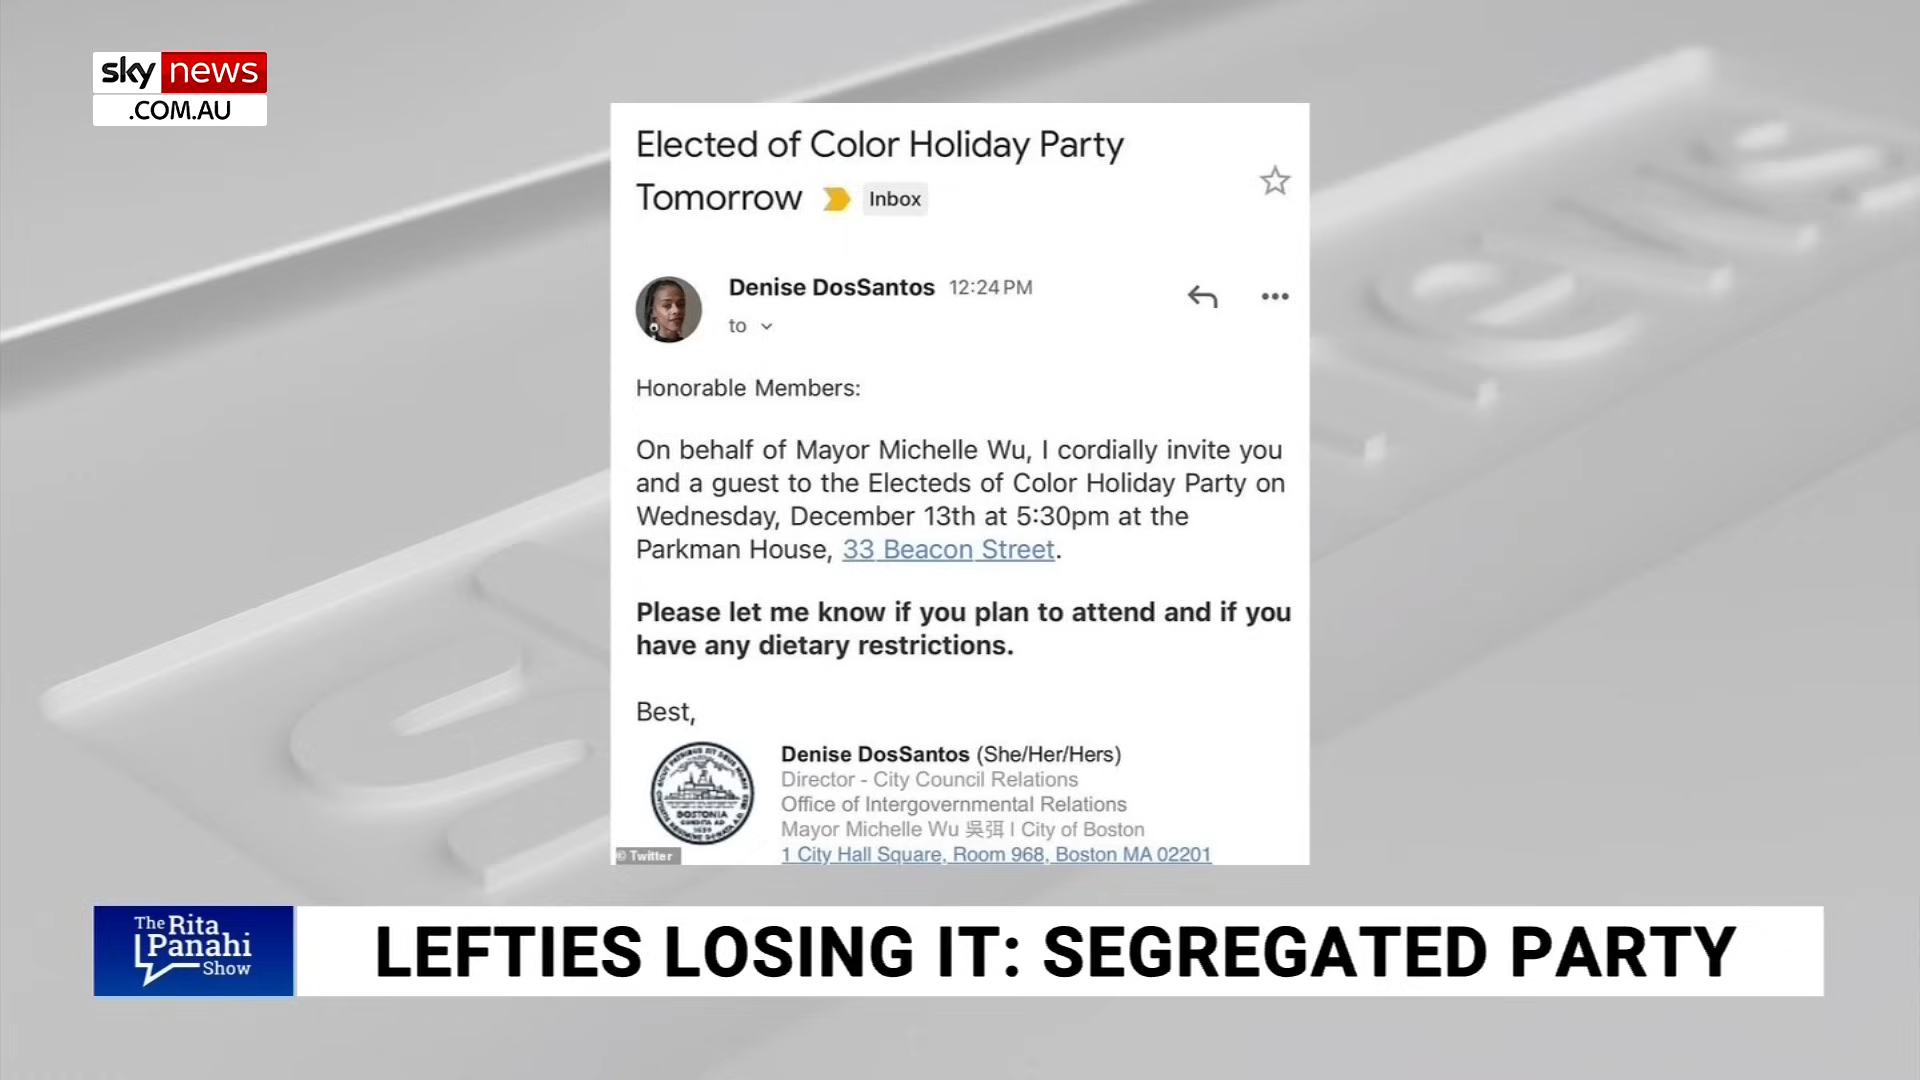 sky news
.COM.AU
Elected of Color Holiday Party
Tomorrow Inbox
Denise DosSantos 12:24 PM
to
Honorable Members:
On behalf of Mayor Michelle Wu, I cordially invite you
and a guest to the Electeds of Color Holiday Party on
Wednesday, December 13th at 5:30pm at the
Parkman House, 33 Beacon Street.
Please let me know if you plan to attend and if you
have any dietary restrictions.
Best,
BOSTONIA
CONDITA AD
1630
Denise DosSantos (She/Her/Hers)
Director - City Council Relations
Office of Intergovernmental Relations
Mayor Michelle Wu 吳弭 | City of Boston
1 City Hall Square, Room 968, Boston MA 02201
© Twitter
The Rita
Panahi
Show
LEFTIES LOSING IT: SEGREGATED PARTY